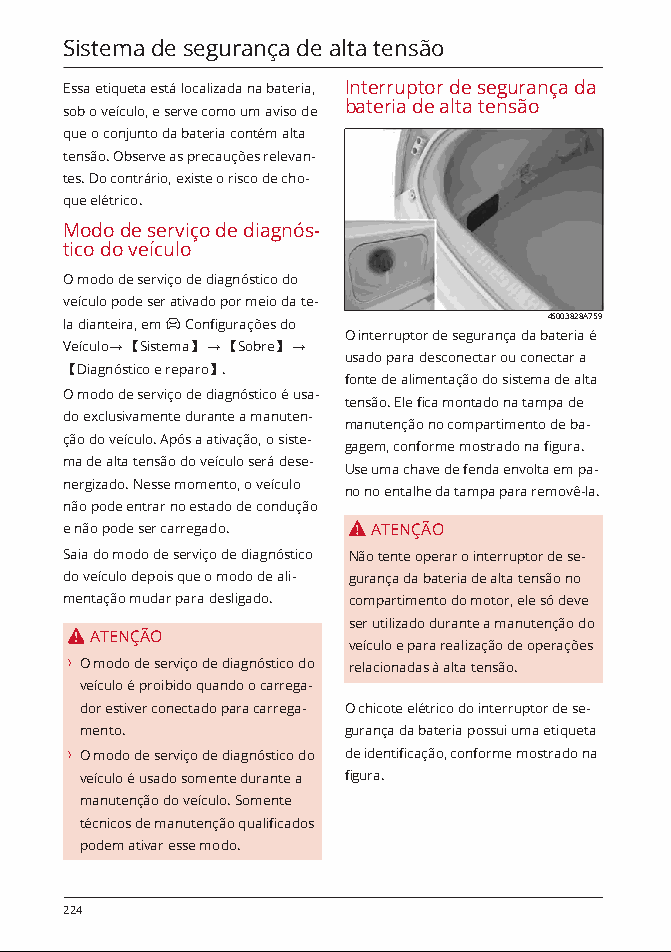 Sistema de segurança de alta tensão
Essa etiqueta está localizada na bateria,
sob o veículo, e serve como um aviso de
que o conjunto da bateria contém alta
tensão. Observe as precauções relevan-
tes. Do contrário, existe o risco de cho-
que elétrico.
Modo de serviço de diagnós-
tico do veículo
O modo de serviço de diagnóstico do
veículo pode ser ativado por meio da te-
la dianteira, em Configurações do
Veículo→【Sistema】→【Sobre】→
【Diagnóstico e reparo】.
O modo de serviço de diagnóstico é usa-
do exclusivamente durante a manuten-
ção do veículo. Após a ativação, o siste-
ma de alta tensão do veículo será dese-
nergizado. Nesse momento, o veículo
não pode entrar no estado de condução
e não pode ser carregado.
Saia do modo de serviço de diagnóstico
do veículo depois que o modo de ali-
mentação mudar para desligado.
ATENÇÃO
› O modo de serviço de diagnóstico do
veículo é proibido quando o carrega-
dor estiver conectado para carrega-
mento.
› O modo de serviço de diagnóstico do
veículo é usado somente durante a
manutenção do veículo. Somente
técnicos de manutenção qualificados
podem ativar esse modo.
Interruptor de segurança da
bateria de alta tensão
45003828A759
O interruptor de segurança da bateria é
usado para desconectar ou conectar a
fonte de alimentação do sistema de alta
tensão. Ele fica montado na tampa de
manutenção no compartimento de ba-
gagem, conforme mostrado na figura.
Use uma chave de fenda envolta em pa-
no no entalhe da tampa para removê-la.
ATENÇÃO
Não tente operar o interruptor de se-
gurança da bateria de alta tensão no
compartimento do motor, ele só deve
ser utilizado durante a manutenção do
veículo e para realização de operações
relacionadas à alta tensão.
O chicote elétrico do interruptor de se-
gurança da bateria possui uma etiqueta
de identificação, conforme mostrado na
figura.
224